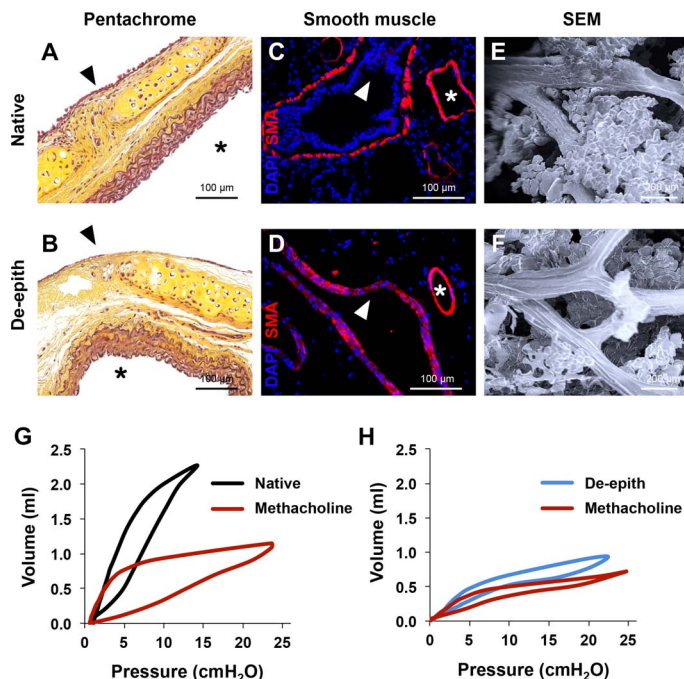 Pentachrome
Smooth muscle
SEM
Native
De-epith
A
*
100 µm
C
*
DAPI SMA
100 µm
E
200 µm
B
*
100 µm
D
*
DAPI SMA
100 µm
F
200 µm
G
Volume (ml)
2.5
2.0
1.5
1.0
0.5
0.0
0 5 10 15 20 25
Pressure (cmH₂O)
Native
Methacholine
H
Volume (ml)
2.5
2.0
1.5
1.0
0.5
0.0
0 5 10 15 20 25
Pressure (cmH₂O)
De-epith
Methacholine